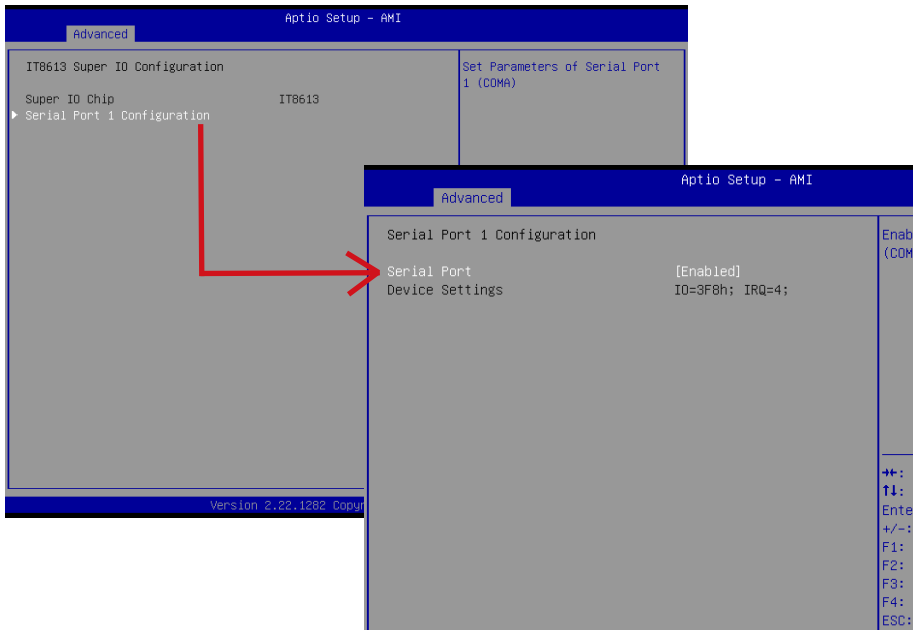 Aptio Setup – AMI
Advanced
IT8613 Super IO Configuration
Super IO Chip IT8613
Serial Port 1 Configuration
Set Parameters of Serial Port
1 (COMA)
Version 2.22.1282
Aptio Setup – AMI
Advanced
Serial Port 1 Configuration
Serial Port [Enabled]
Device Settings IO=3F8h; IRQ=4;
→←:
↑↓:
+/-:
F1:
F2:
F3:
F4:
ESC: